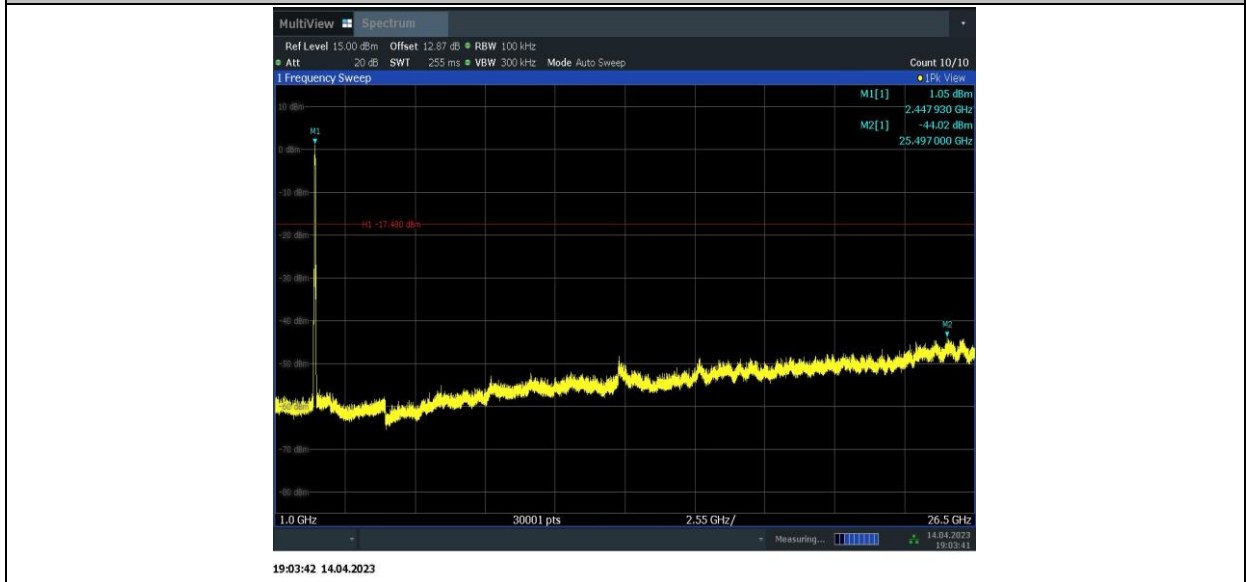 MultiView Spectrum
Ref Level 15.00 dBm Offset 12.87 dB RBW 100 kHz
Att 20 dB SWT 255 ms VBW 300 kHz Mode Auto Sweep Count 10/10
1 Frequency Sweep 1Pk View
M1[1] 1.05 dBm
2.447 930 GHz
M2[1] -44.02 dBm
25.497 000 GHz
10 dBm
M1
0 dBm
-10 dBm
H1 -17.480 dBm
-20 dBm
-30 dBm
-40 dBm
M2
-50 dBm
-70 dBm
-80 dBm
1.0 GHz 30001 pts 2.55 GHz/ 26.5 GHz
Measuring... 14.04.2023
19:03:41
19:03:42 14.04.2023